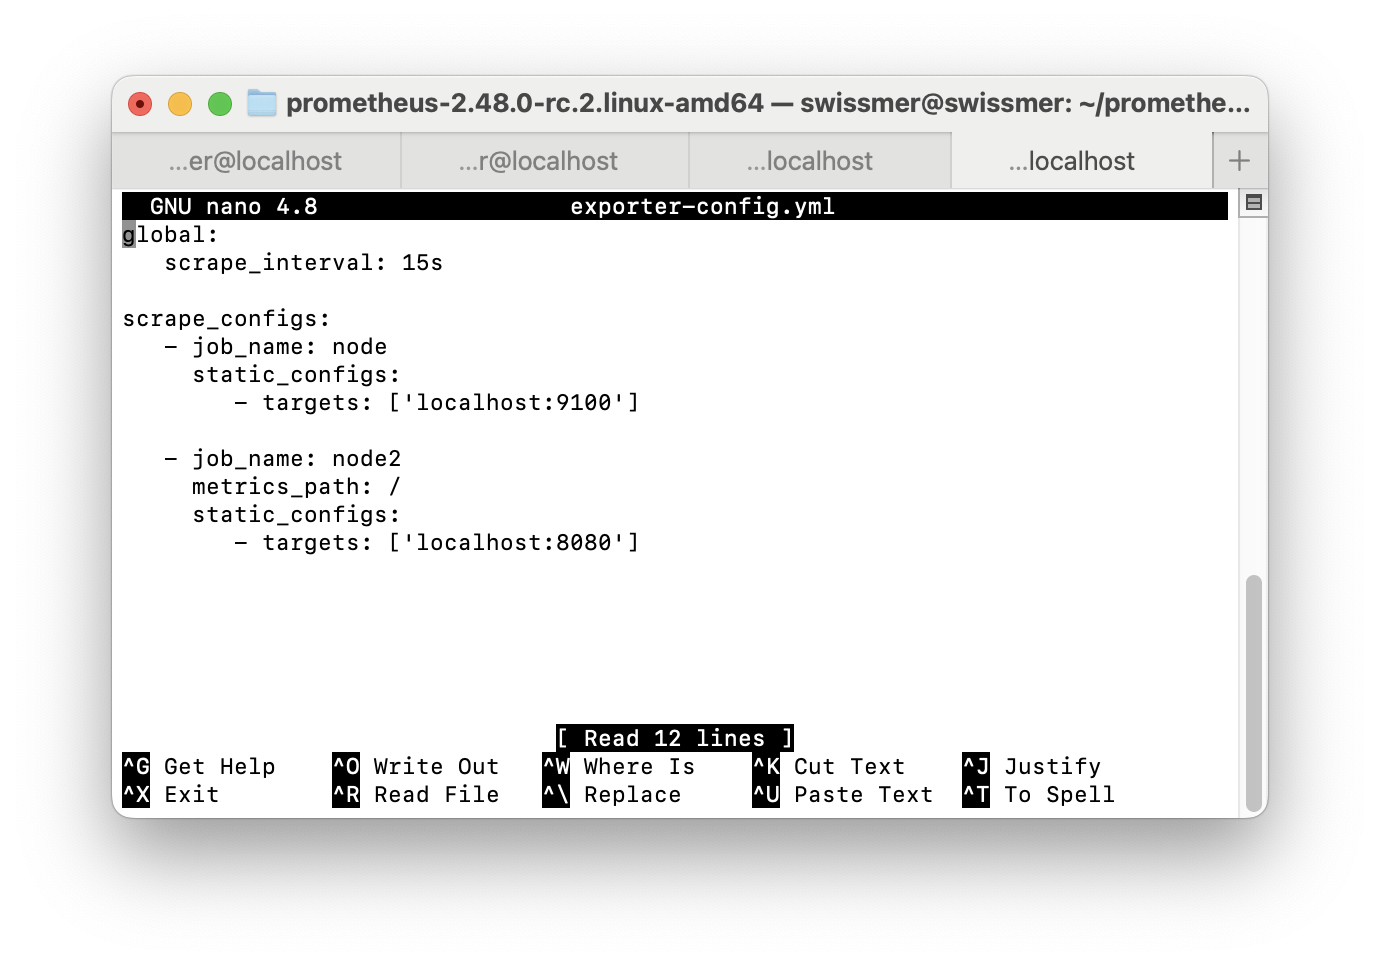 prometheus-2.48.0-rc.2.linux-amd64 — swissmer@swissmer: ~/promethe...
...er@localhost ...r@localhost ...localhost ...localhost +
GNU nano 4.8 exporter-config.yml
global:
   scrape_interval: 15s

scrape_configs:
   - job_name: node
     static_configs:
        - targets: ['localhost:9100']

   - job_name: node2
     metrics_path: /
     static_configs:
        - targets: ['localhost:8080']

[ Read 12 lines ]
^G Get Help ^O Write Out ^W Where Is ^K Cut Text ^J Justify
^X Exit ^R Read File ^\ Replace ^U Paste Text ^T To Spell